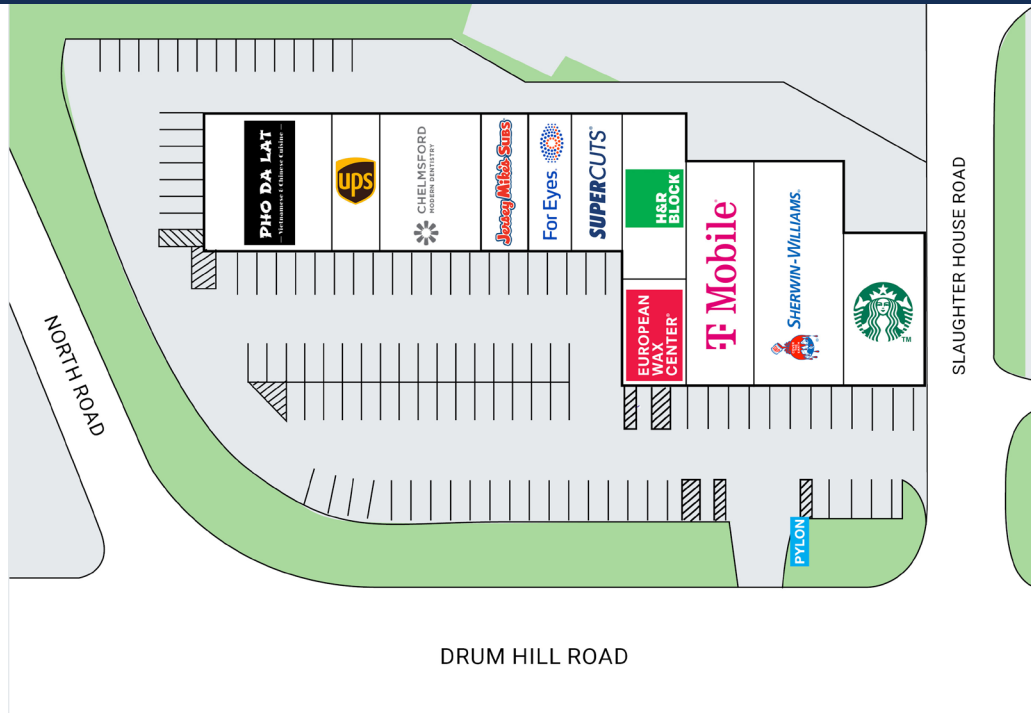 PHO DA LAT
— Vietnamese & Chinese Cuisine —
ups
CHELMSFORD
MODERN DENTISTRY
Jersey Mike's Subs
For Eyes.
SUPERCUTS®
H&R
BLOCK®
EUROPEAN
WAX
CENTER®
T Mobile®
SHERWIN-WILLIAMS®
TM
PYLON
NORTH ROAD
SLAUGHTER HOUSE ROAD
DRUM HILL ROAD